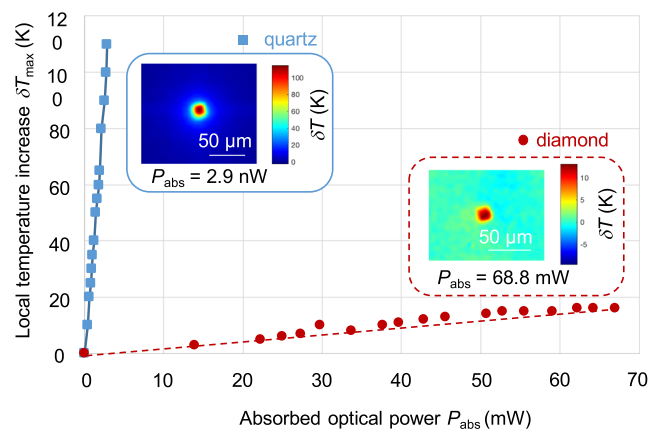 Local temperature increase δTmax (K)
12
0
10
0
80
60
40
20
0
quartz
100
80
60
40
20
0
δT (K)
50 µm
Pabs = 2.9 nW
diamond
10
5
0
-5
δT (K)
50 µm
Pabs = 68.8 mW
0 10 20 30 40 50 60 70
Absorbed optical power Pabs (mW)